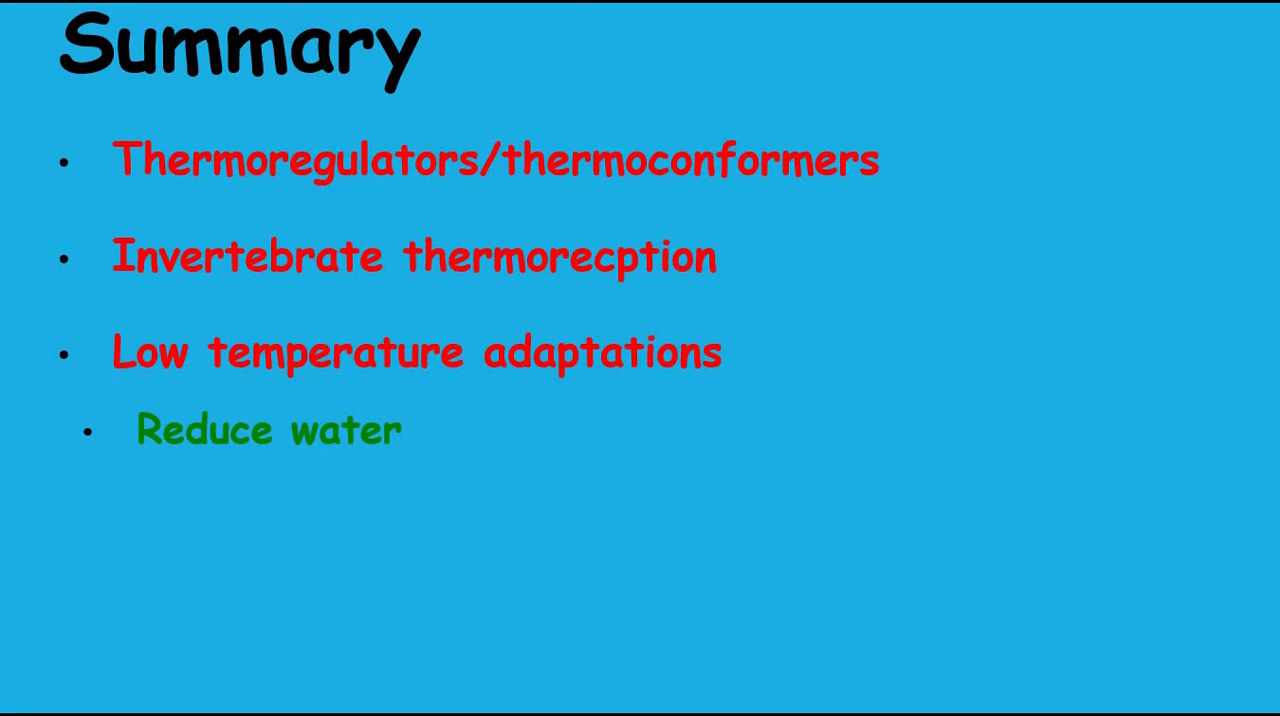 Summary
• Thermoregulators/thermoconformers
• Invertebrate thermorecption
• Low temperature adaptations
• Reduce water